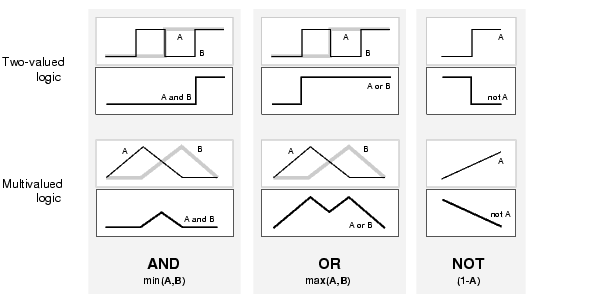 A
B
A
B
A
Two-valued
logic
A and B
A or B
not A
A
B
A
B
A
Multivalued
logic
A and B
A or B
not A
AND
OR
NOT
min(A,B)
max(A,B)
(1-A)